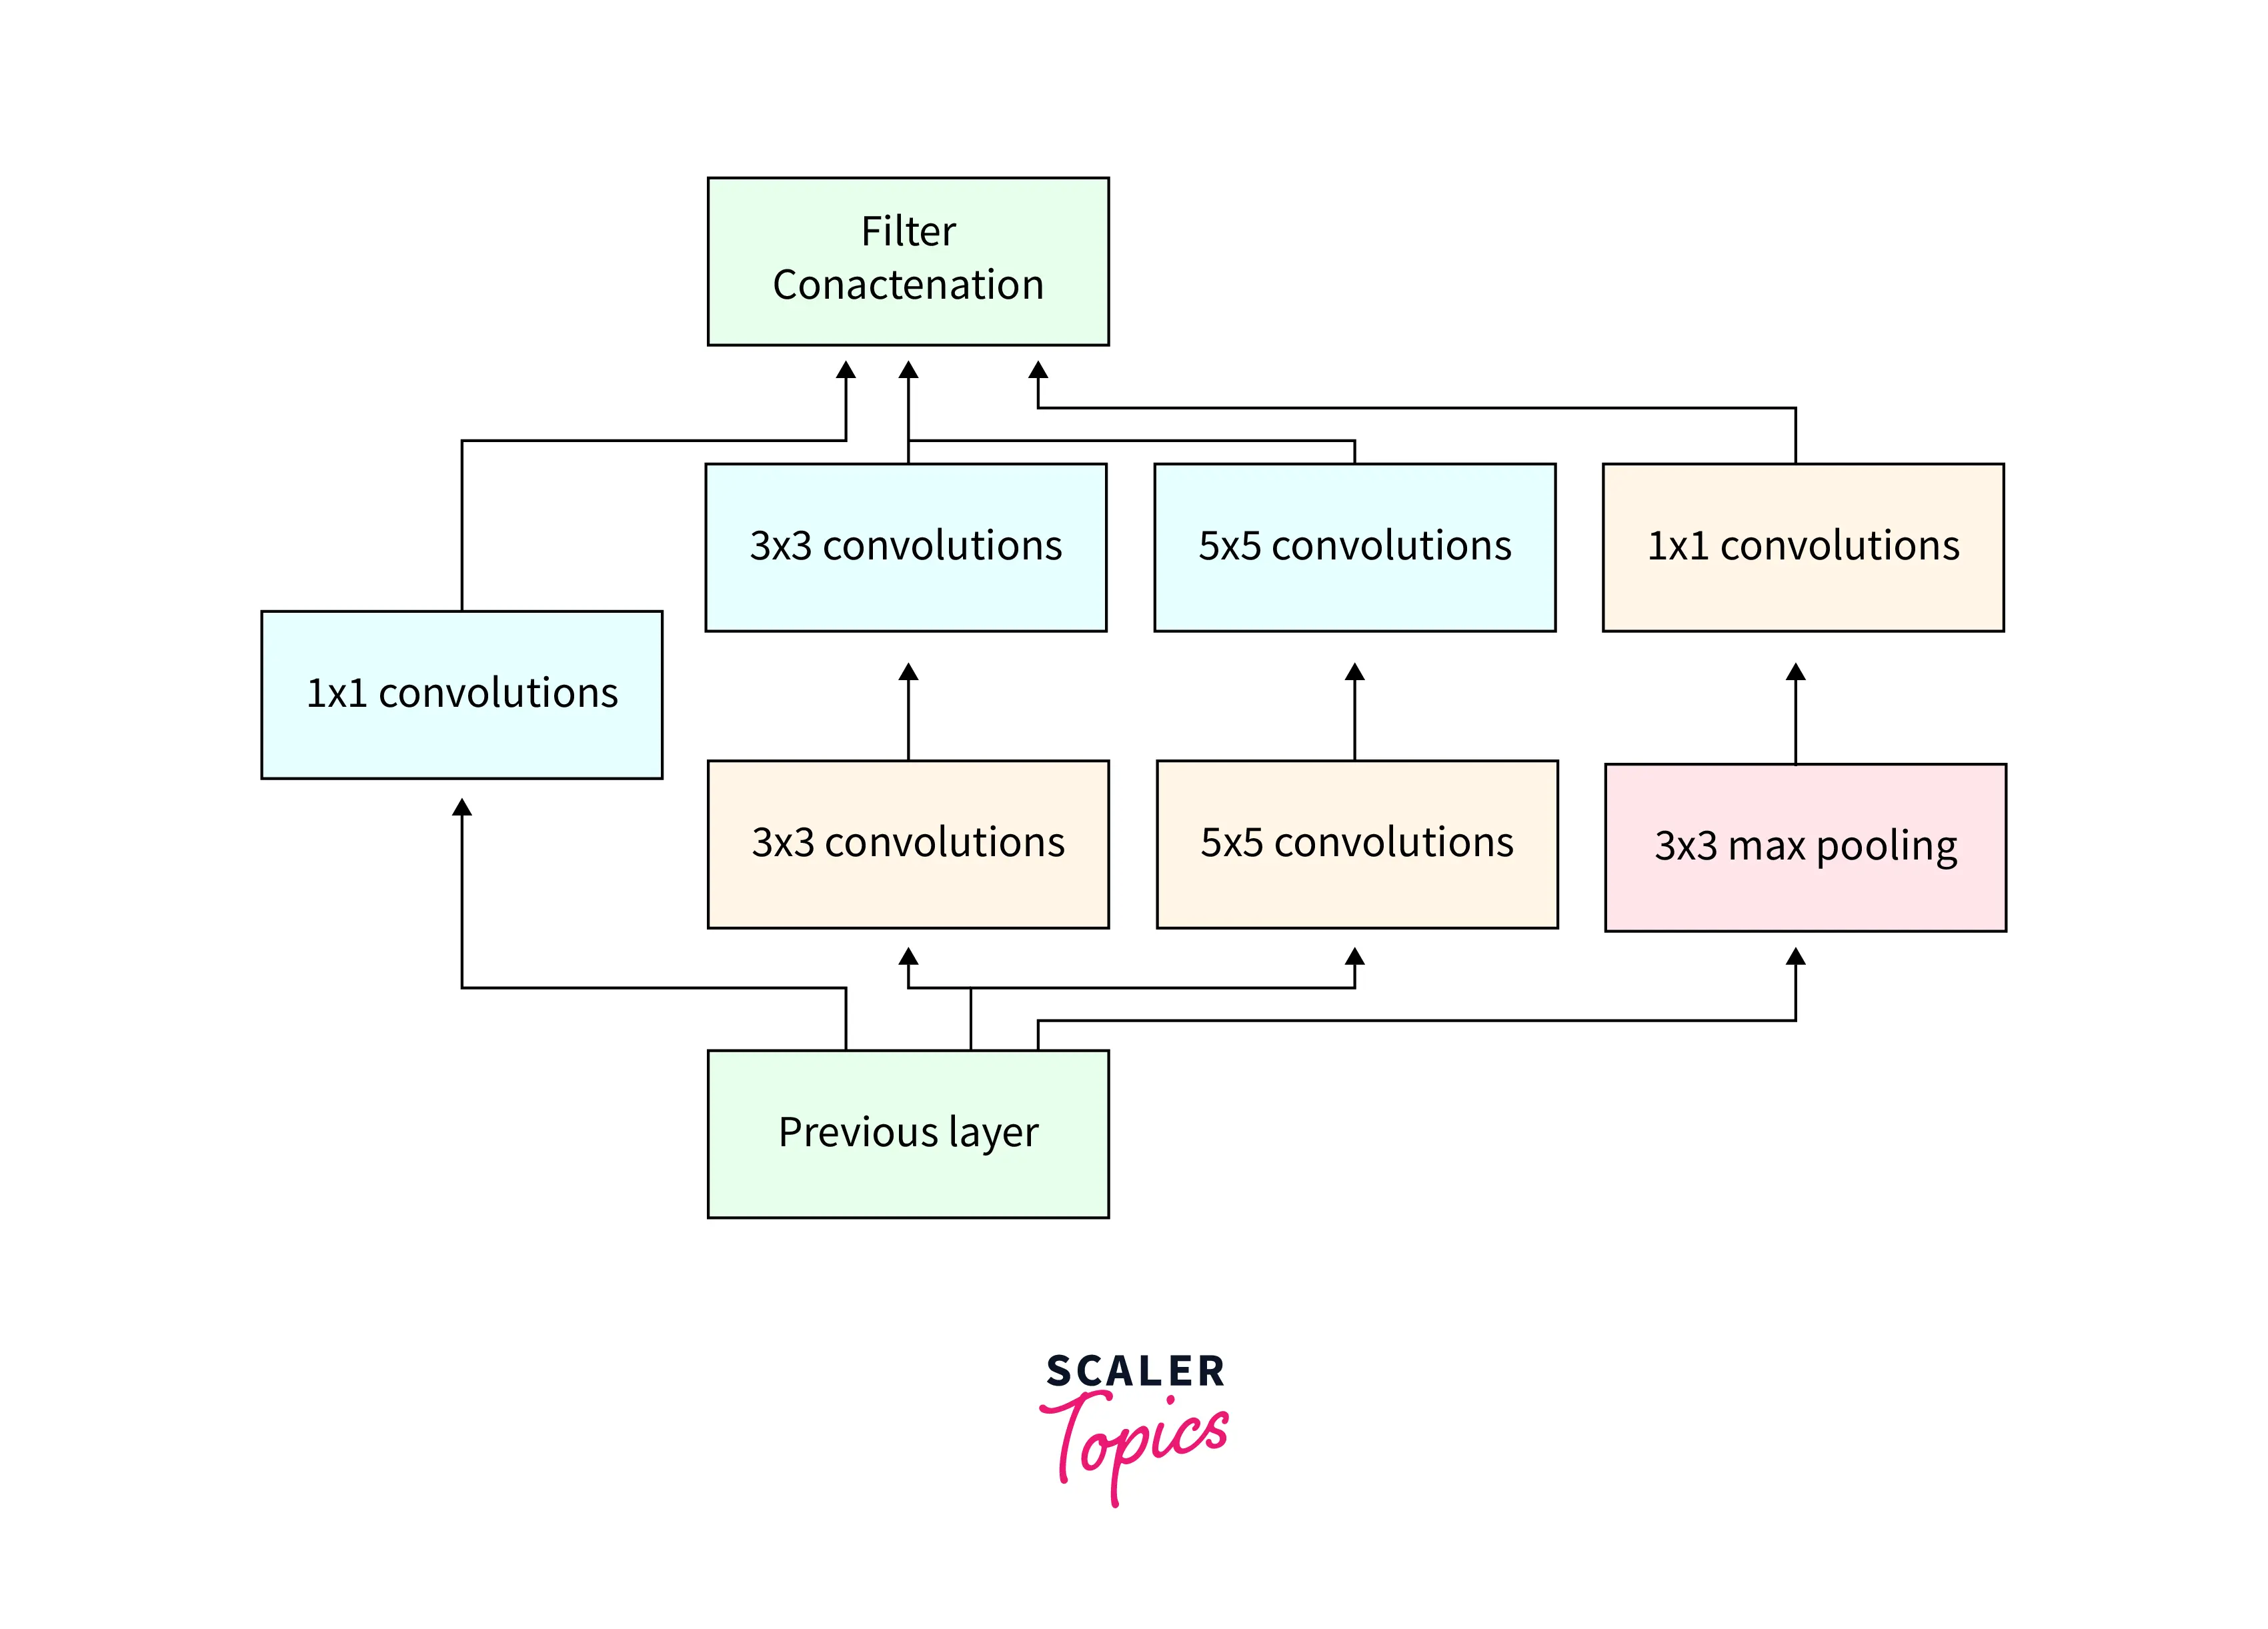 Filter
Conactenation
3x3 convolutions
5x5 convolutions
1x1 convolutions
1x1 convolutions
3x3 convolutions
5x5 convolutions
3x3 max pooling
Previous layer
SCALER
Topics